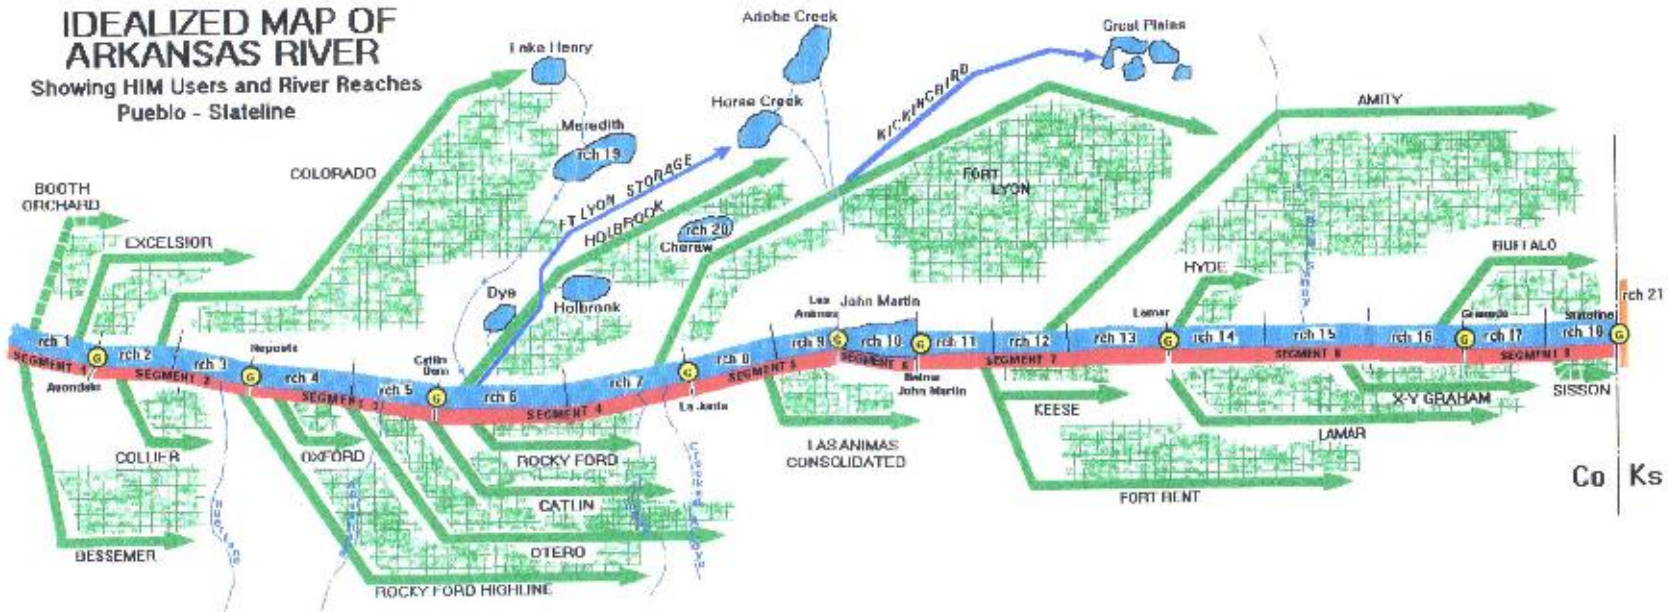 IDEALIZED MAP OF
ARKANSAS RIVER
Showing HIM Users and River Reaches
Pueblo - Stateline
Lake Henry
Adobe Creek
Great Plains
Horse Creek
Meredith
rch 19
KICKINGBIRD
AMITY
COLORADO
FT LYON STORAGE
HOLBROOK
FORT
LYON
BOOTH
ORCHARD
EXCELSIOR
rch 20
Cheraw
BUFFALO
HYDE
Dye
Holbrook
Las
Animas
John Martin
Lamar
Granada
Stateline
rch 21
rch 1
rch 2
rch 3
Nepesta
rch 4
rch 5
Catlin
Dam
rch 6
rch 7
rch 8
rch 9
rch 10
rch 11
rch 12
rch 13
rch 14
rch 15
rch 16
rch 17
rch 18
G
G
G
G
G
G
G
G
G
SEGMENT 1
SEGMENT 2
SEGMENT 3
SEGMENT 4
SEGMENT 5
SEGMENT 6
SEGMENT 7
SEGMENT 8
SEGMENT 9
Avondale
La Junta
Below
John Martin
KEESE
X-Y GRAHAM
SISSON
LAMAR
COLLIER
OXFORD
ROCKY FORD
LAS ANIMAS
CONSOLIDATED
CATLIN
FORT BENT
Co Ks
BESSEMER
OTERO
ROCKY FORD HIGHLINE